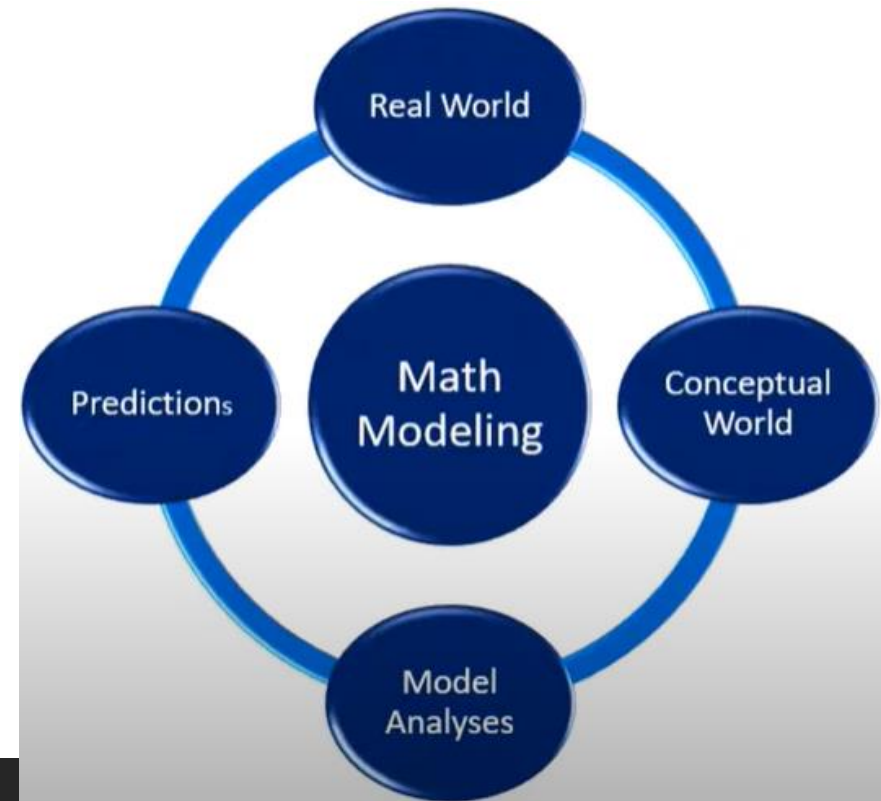 Real World
Predictions
Math
Modeling
Conceptual
World
Model
Analyses